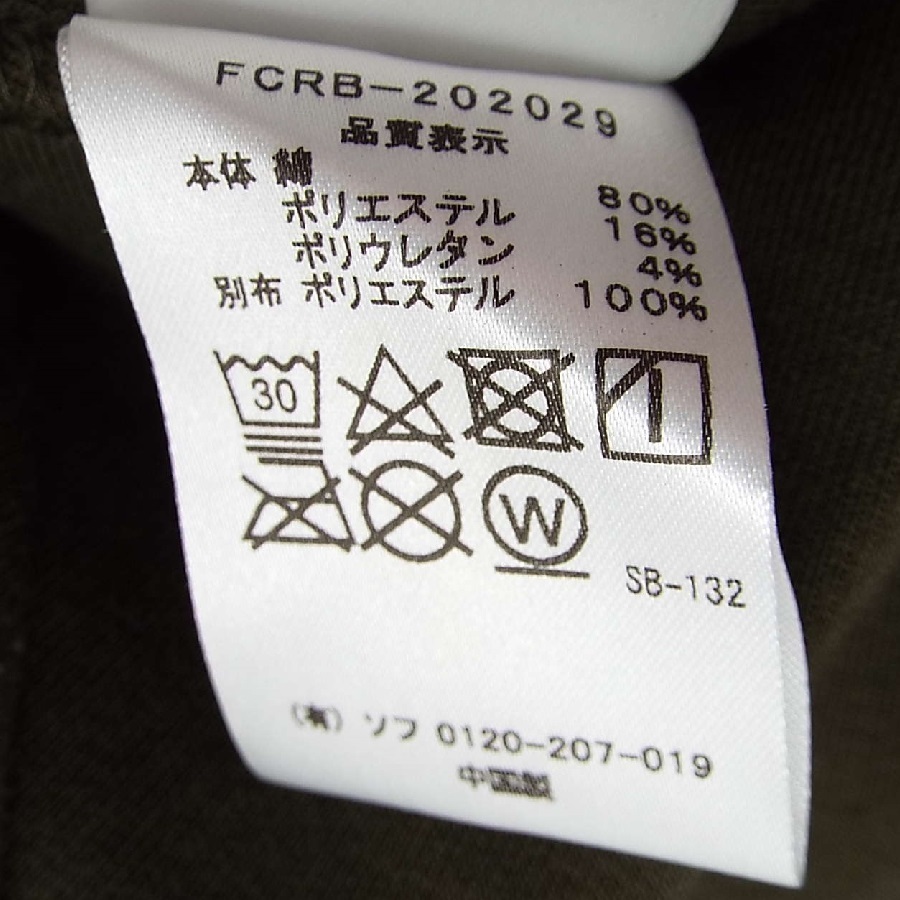 FCRB-202029
品質表示
本体 綿 80%
ポリエステル 16%
ポリウレタン 4%
別布 ポリエステル 100%
30
W
SB-132
(有) ソフ 0120-207-019
中国製